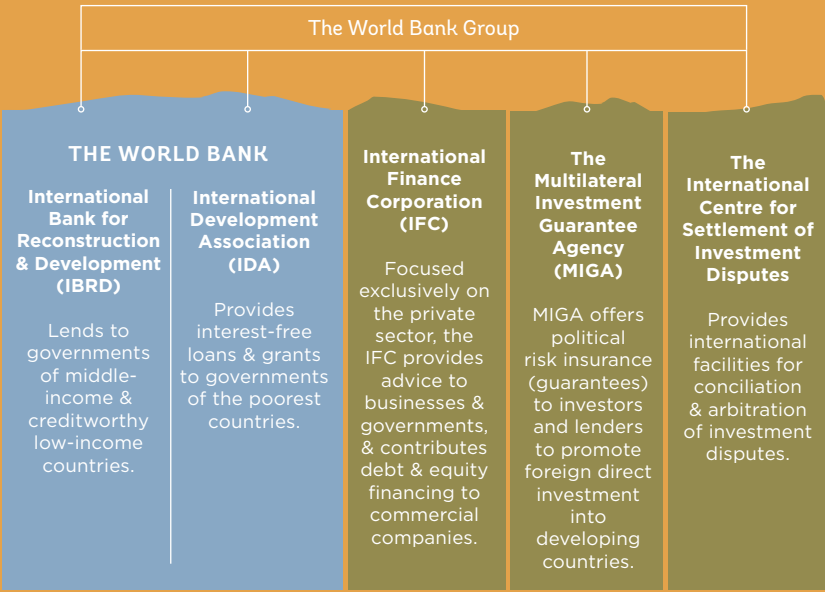 The World Bank Group
THE WORLD BANK
International
Bank for
Reconstruction
& Development
(IBRD)
Lends to
governments
of middle-
income &
creditworthy
low-income
countries.
International
Development
Association
(IDA)
Provides
interest-free
loans & grants
to governments
of the poorest
countries.
International
Finance
Corporation
(IFC)
Focused
exclusively on
the private
sector, the
IFC provides
advice to
businesses &
governments,
& contributes
debt & equity
financing to
commercial
companies.
The
Multilateral
Investment
Guarantee
Agency
(MIGA)
MIGA offers
political
risk insurance
(guarantees)
to investors
and lenders
to promote
foreign direct
investment
into
developing
countries.
The
International
Centre for
Settlement of
Investment
Disputes
Provides
international
facilities for
conciliation
& arbitration
of investment
disputes.